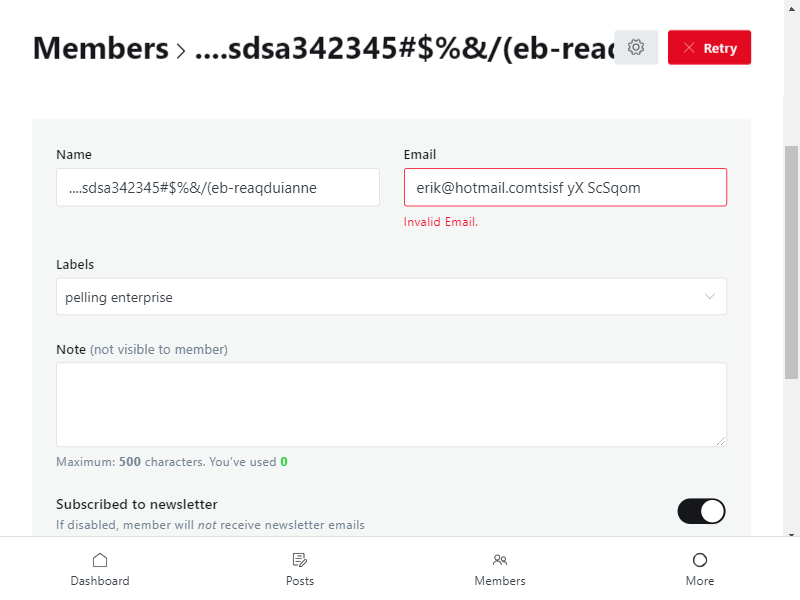 Members > ....sdsa342345#$%&/(eb-reaq
Retry
Name
Email
....sdsa342345#$%&/(eb-reaqduianne
erik@hotmail.comtsisf yX ScSqom
Invalid Email.
Labels
pelling enterprise
Note (not visible to member)
Maximum: 500 characters. You've used 0
Subscribed to newsletter
If disabled, member will not receive newsletter emails
Dashboard
Posts
Members
More